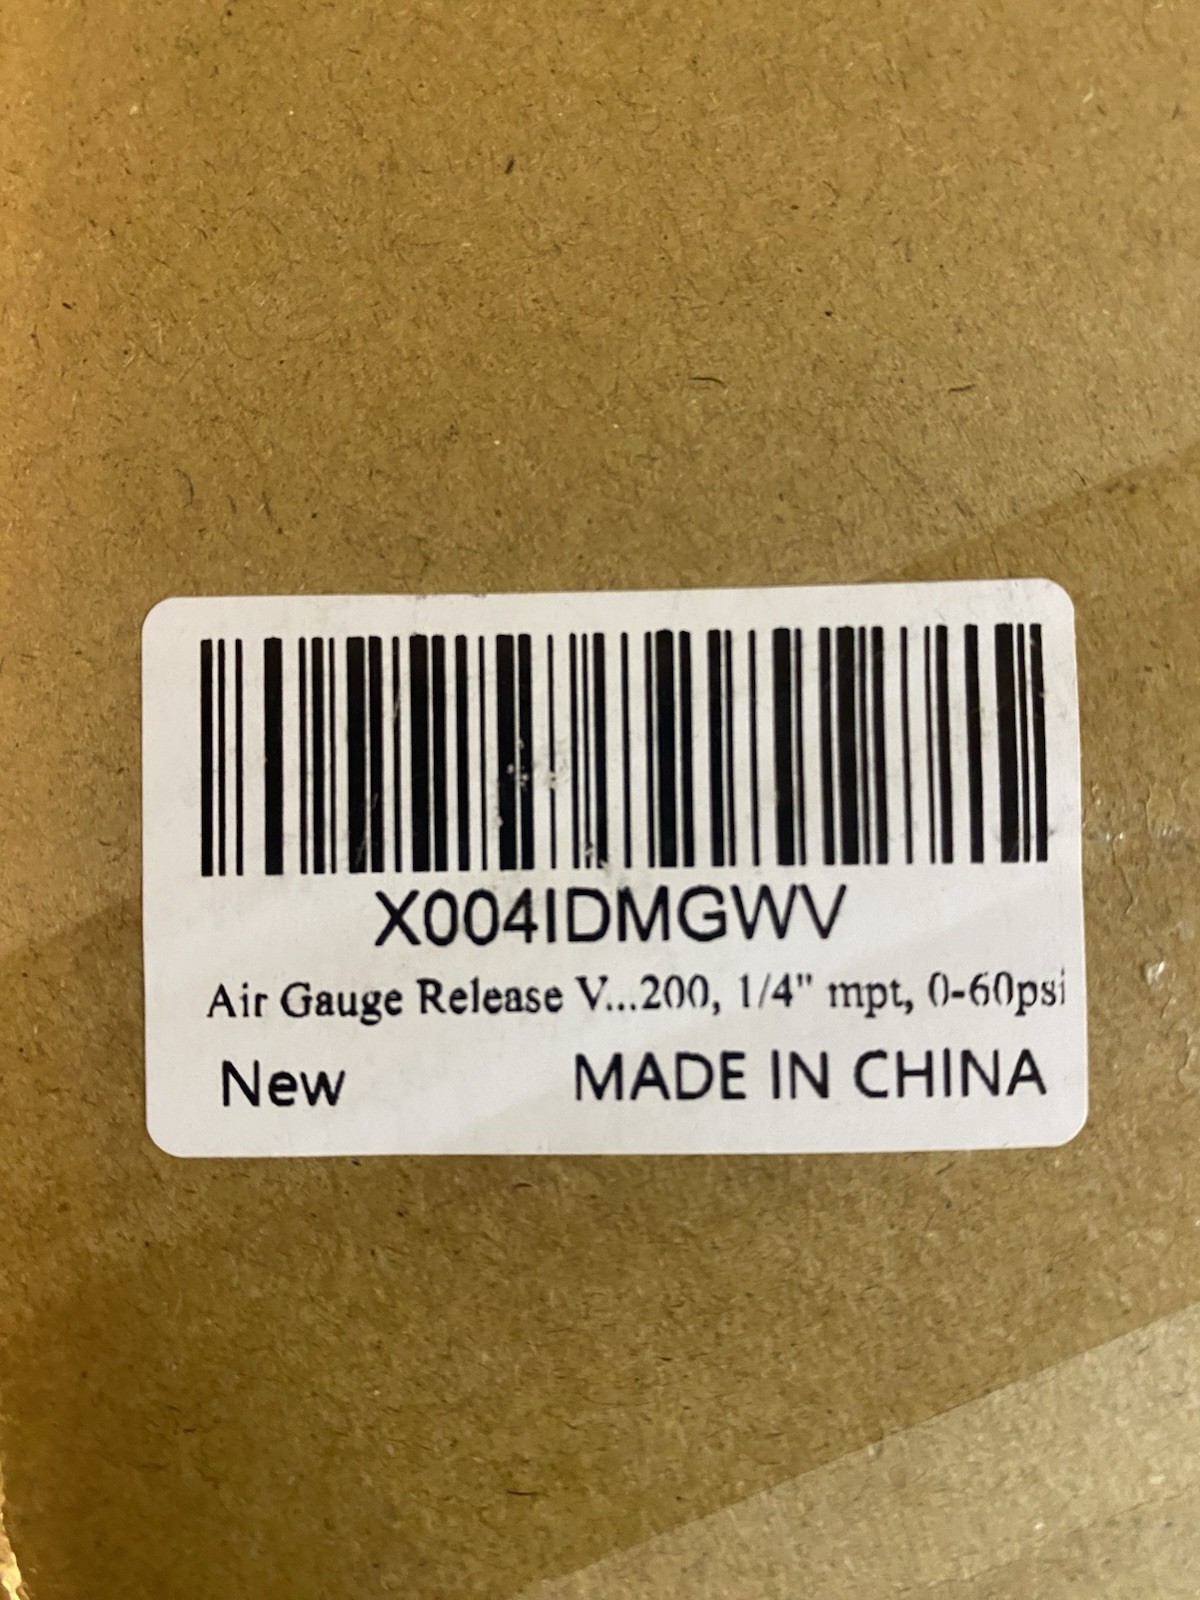 X004IDMGWV
Air Gauge Release V...200, 1/4" mpt, 0-60psi
New MADE IN CHINA